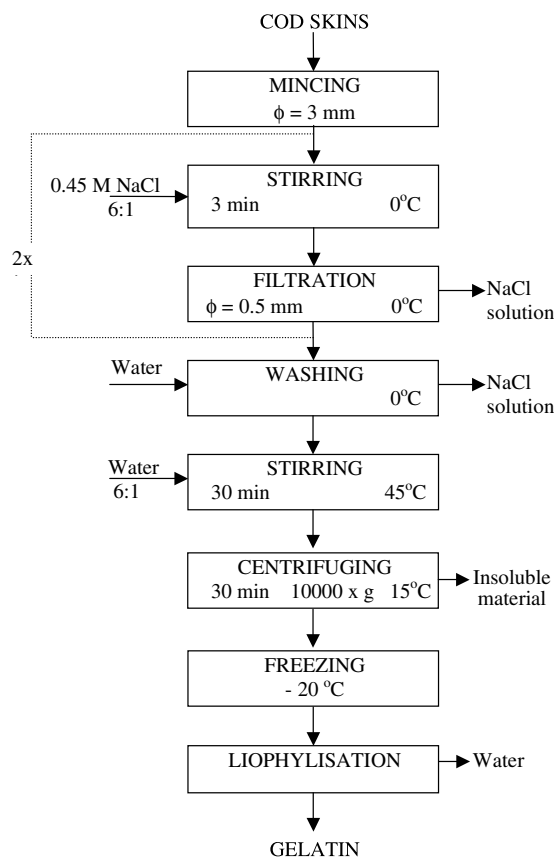 COD SKINS
MINCING
ϕ = 3 mm
0.45 M NaCl
6:1
STIRRING
3 min 0°C
2x
FILTRATION
ϕ = 0.5 mm 0°C
NaCl
solution
Water
WASHING
0°C
NaCl
solution
Water
6:1
STIRRING
30 min 45°C
CENTRIFUGING
30 min 10000 x g 15°C
Insoluble
material
FREEZING
- 20 °C
LIOPHYLISATION
Water
GELATIN